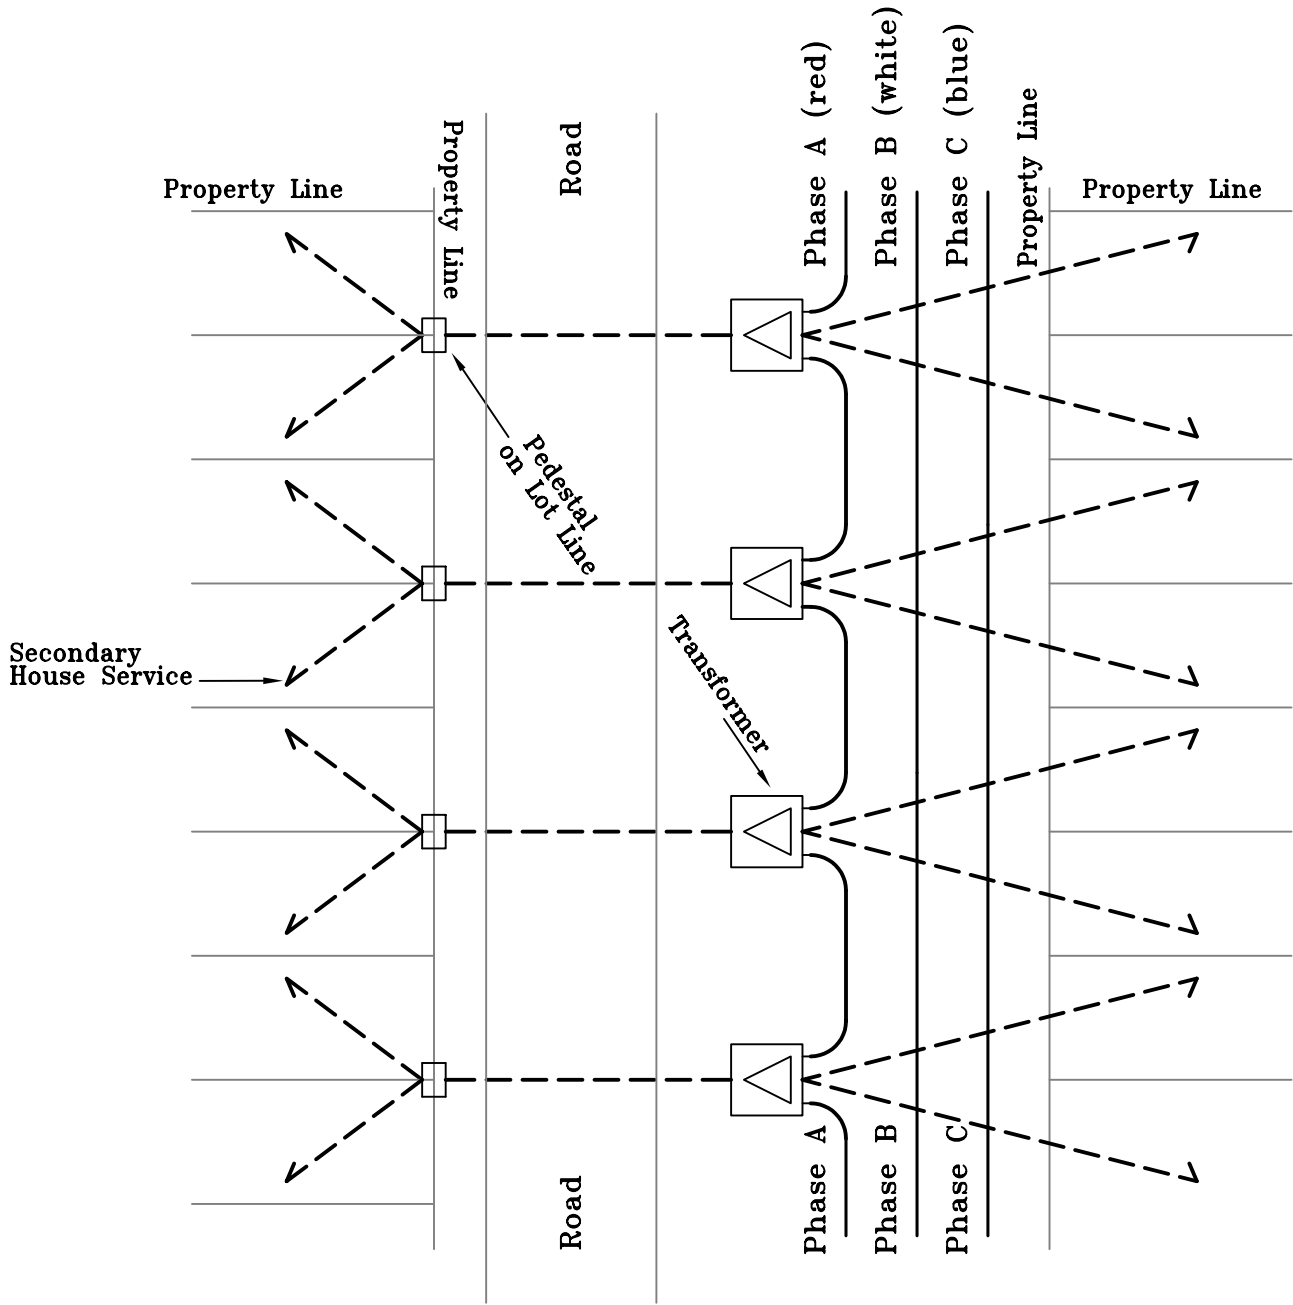 Phase A (red)
Phase B (white)
Phase C (blue)
Property Line
Property Line
Road
Property Line
Property Line
Pedestal
on Lot Line
Transformer
Secondary
House Service
Road
Phase A
Phase B
Phase C